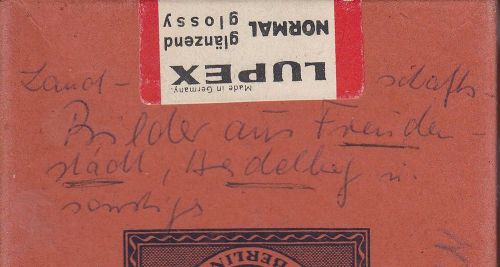 Made in Germany.
LUPEX
glänzend NORMAL
glossy
Land- schafts-
Bilder aus Freuden-
stadt, Heidelberg u.
sonstiges
BERLIN